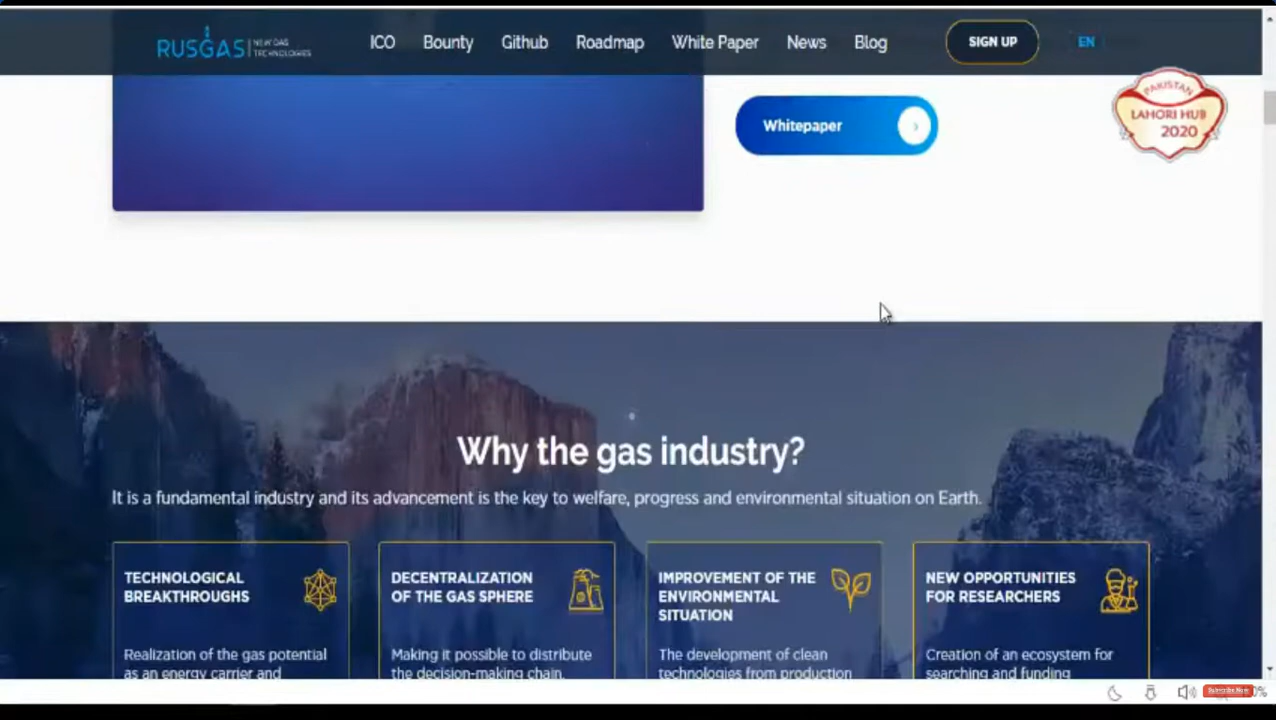 RUSGAS NEW GAS
TECHNOLOGIES
ICO Bounty Github Roadmap White Paper News Blog SIGN UP EN
Whitepaper
PAKISTAN
LAHORI HUB
2020
Why the gas industry?
It is a fundamental industry and its advancement is the key to welfare, progress and environmental situation on Earth.
TECHNOLOGICAL
BREAKTHROUGHS
Realization of the gas potential
as an energy carrier and
DECENTRALIZATION
OF THE GAS SPHERE
Making it possible to distribute
the decision-making chain.
IMPROVEMENT OF THE
ENVIRONMENTAL
SITUATION
The development of clean
technologies from production
NEW OPPORTUNITIES
FOR RESEARCHERS
Creation of an ecosystem for
searching and funding
Subscribe Now